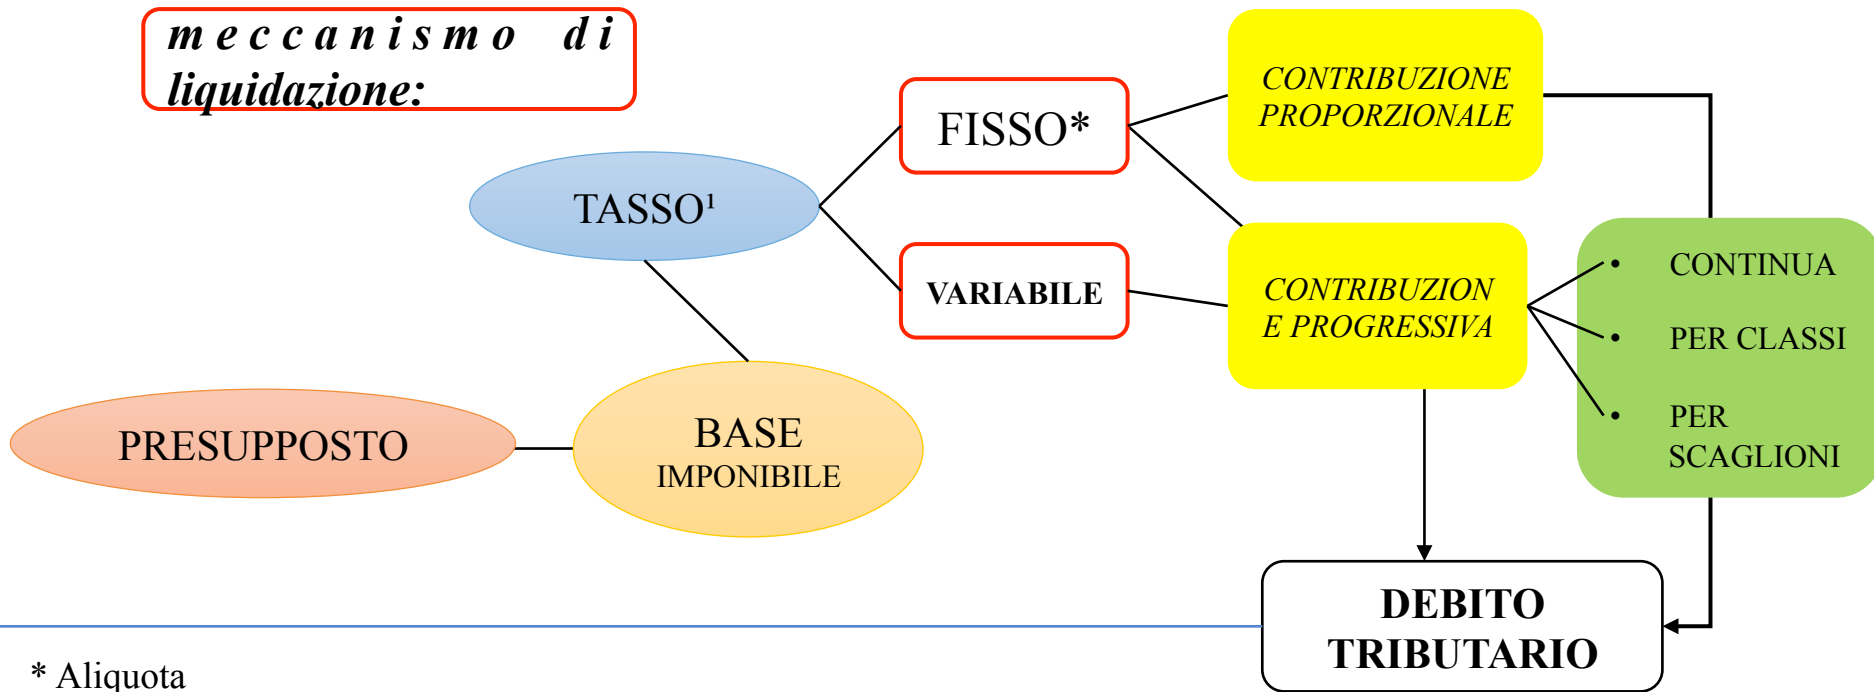 meccanismo di
liquidazione:
CONTRIBUZIONE
PROPORZIONALE
FISSO*
TASSO¹
VARIABILE
CONTRIBUZION
E PROGRESSIVA
• CONTINUA
• PER CLASSI
• PER
SCAGLIONI
PRESUPPOSTO
BASE
IMPONIBILE
DEBITO
TRIBUTARIO
* Aliquota